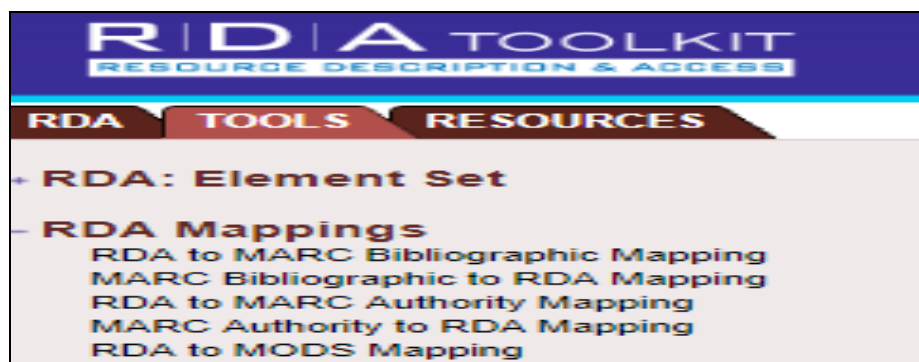 R|D|A TOOLKIT
RESOURCE DESCRIPTION & ACCESS
RDA TOOLS RESOURCES
+ RDA: Element Set
– RDA Mappings
RDA to MARC Bibliographic Mapping
MARC Bibliographic to RDA Mapping
RDA to MARC Authority Mapping
MARC Authority to RDA Mapping
RDA to MODS Mapping